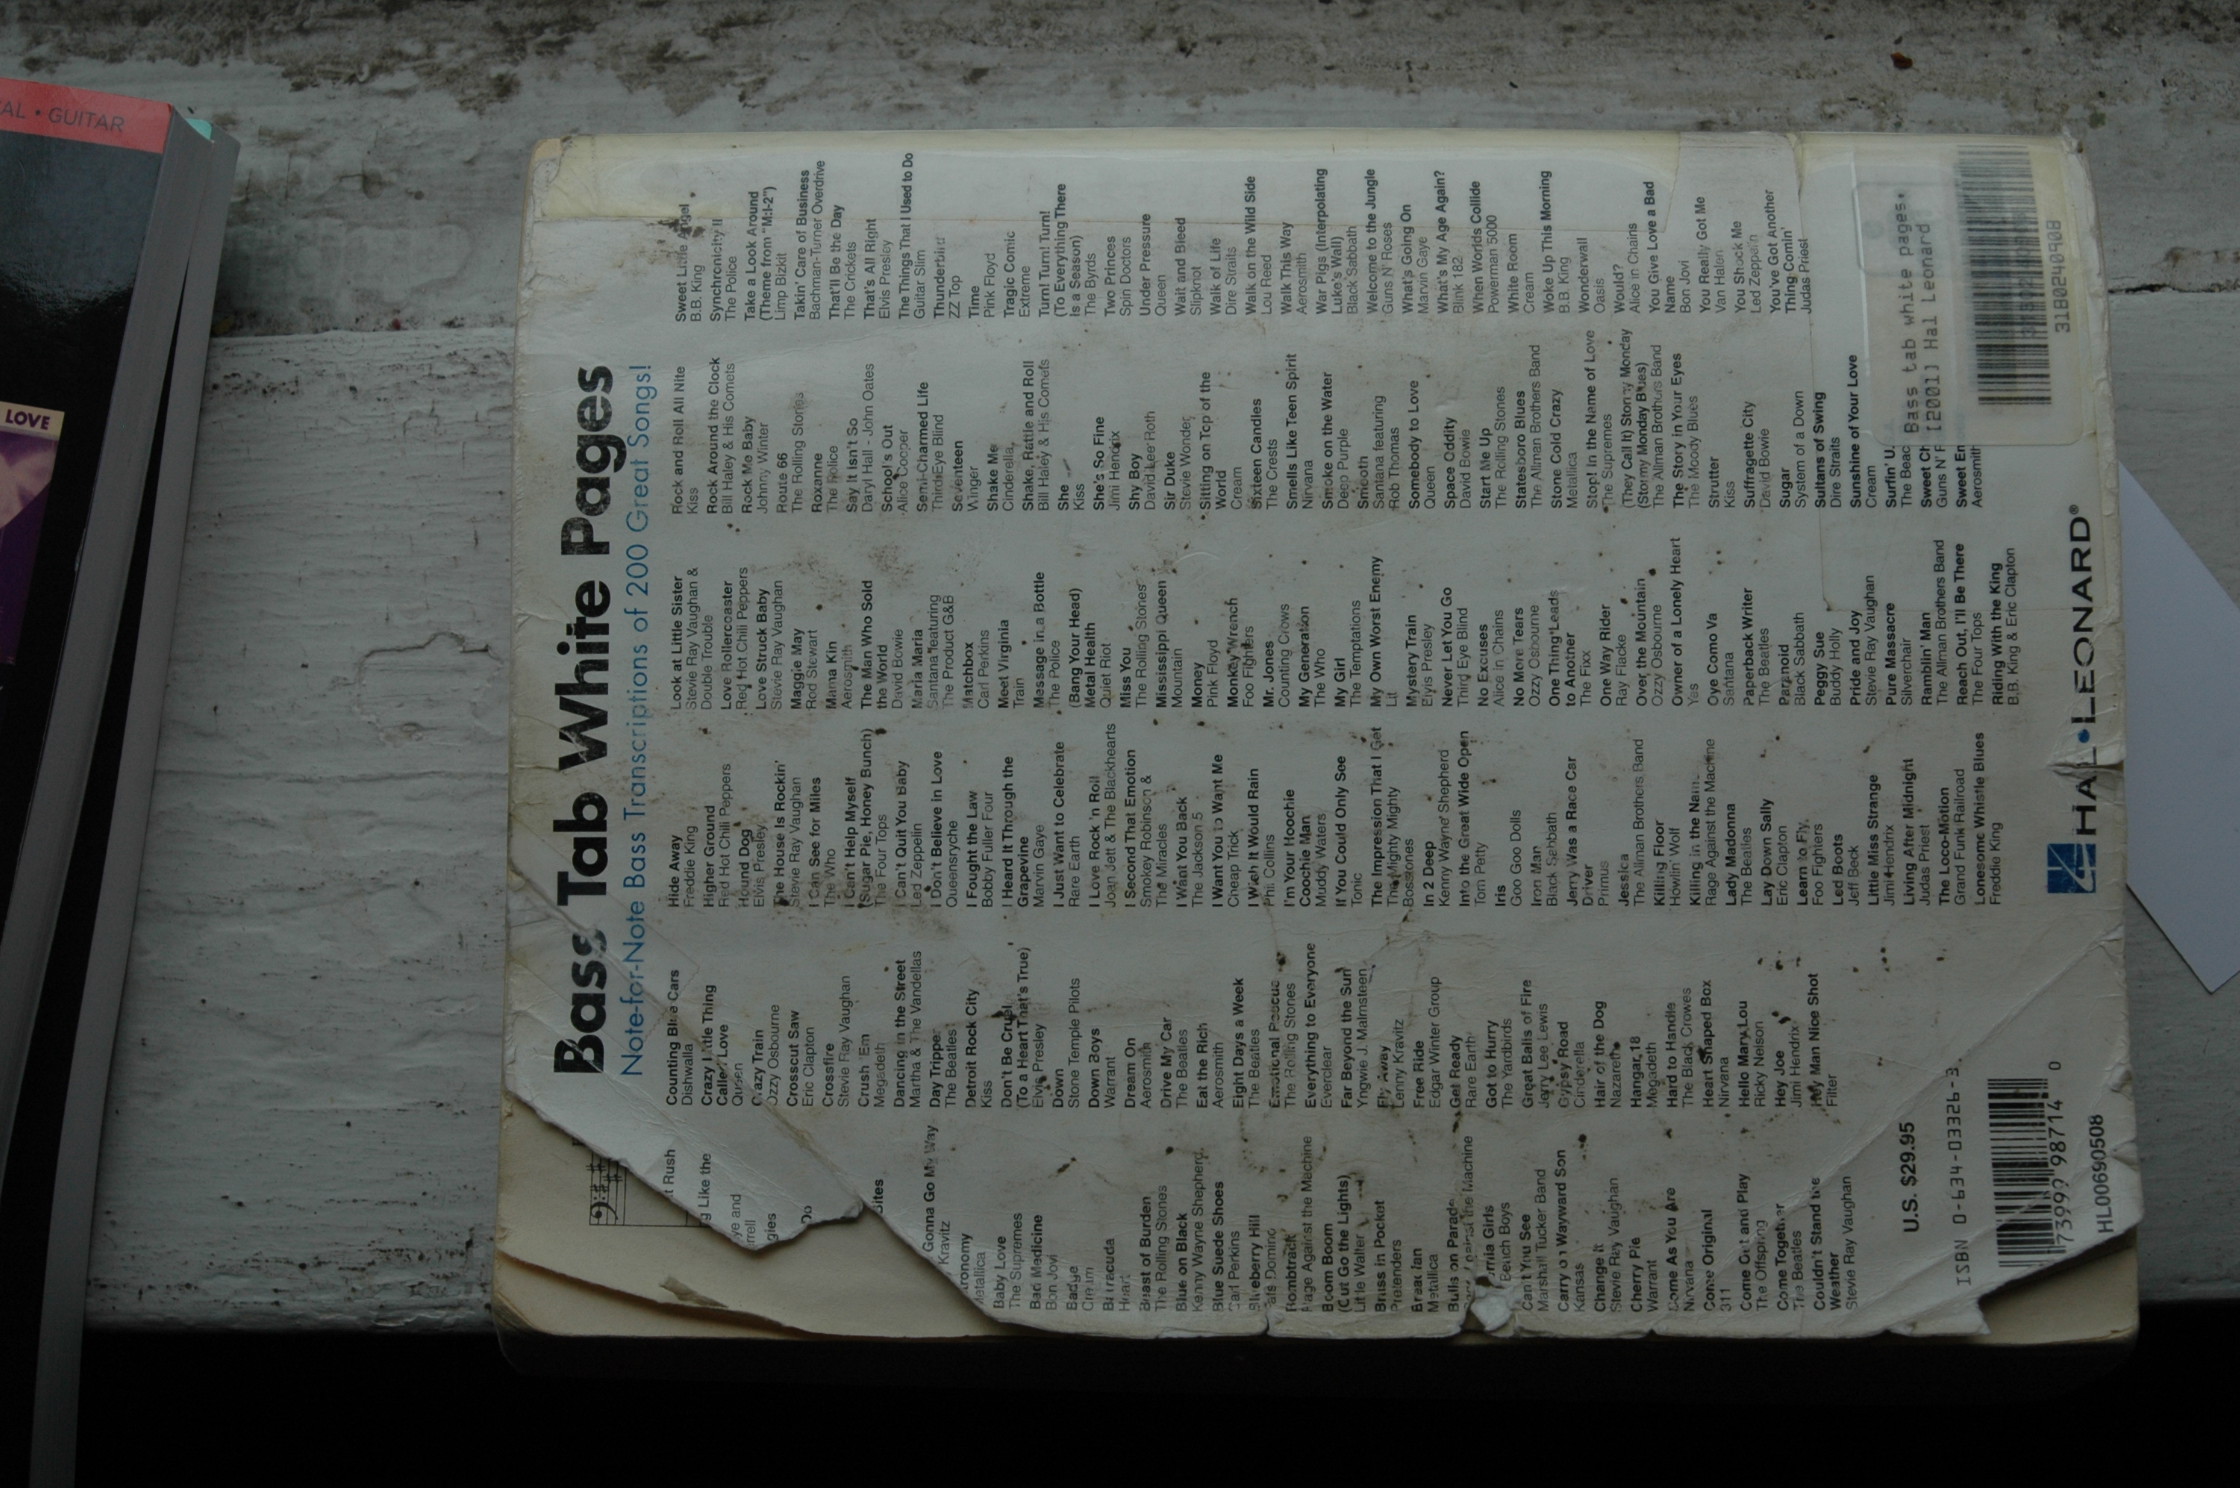 Bass Tab White Pages
Note-for-Note Bass Transcriptions of 200 Great Songs!
Rush
Like the
Gonna Go My Way
Kravitz
Metallica
Baby Love
The Supremes
Bad Medicine
Bon Jovi
Badge
Cream
Barracuda
Heart
Beast of Burden
The Rolling Stones
Blue on Black
Kenny Wayne Shepherd
Blue Suede Shoes
Carl Perkins
Blueberry Hill
Fats Domino
Bombtrack
Rage Against the Machine
Boom Boom
(Out Go the Lights)
Little Walter
Brass in Pocket
Pretenders
Breadfan
Metallica
Bulls on Parade
Rage Against the Machine
Girls
Beach Boys
Can't You See
Marshall Tucker Band
Carry on Wayward Son
Kansas
Change It
Stevie Ray Vaughan
Cherry Pie
Warrant
Come As You Are
Nirvana
Come Original
311
Come Out and Play
The Offspring
Come Together
The Beatles
Couldn't Stand the
Weather
Stevie Ray Vaughan
U.S. $29.95
ISBN 0-634-03326-3
73999 98714 0
HL00690508
Counting Blue Cars
Dishwalla
Crazy Little Thing
Called Love
Queen
Crazy Train
Ozzy Osbourne
Crosscut Saw
Eric Clapton
Crossfire
Stevie Ray Vaughan
Crush 'Em
Megadeth
Dancing in the Street
Martha & The Vandellas
Day Tripper
The Beatles
Detroit Rock City
Kiss
Don't Be Cruel
(To a Heart That's True)
Elvis Presley
Down
Stone Temple Pilots
Down Boys
Warrant
Dream On
Aerosmith
Drive My Car
The Beatles
Eat the Rich
Aerosmith
Eight Days a Week
The Beatles
Emotional Rescue
The Rolling Stones
Everything to Everyone
Everclear
Far Beyond the Sun
Yngwie J. Malmsteen
Fly Away
Lenny Kravitz
Free Ride
Edgar Winter Group
Get Ready
Rare Earth
Got to Hurry
The Yardbirds
Great Balls of Fire
Jerry Lee Lewis
Gypsy Road
Cinderella
Hair of the Dog
Nazareth
Hangar 18
Megadeth
Hard to Handle
The Black Crowes
Heart Shaped Box
Nirvana
Hello Mary Lou
Ricky Nelson
Hey Joe
Jimi Hendrix
Hey Man Nice Shot
Filter
Hide Away
Freddie King
Higher Ground
Red Hot Chili Peppers
Hound Dog
Elvis Presley
The House Is Rockin'
Stevie Ray Vaughan
I Can See for Miles
The Who
I Can't Help Myself
(Sugar Pie, Honey Bunch)
The Four Tops
I Can't Quit You Baby
Led Zeppelin
I Don't Believe in Love
Queensryche
I Fought the Law
Bobby Fuller Four
I Heard It Through the
Grapevine
Marvin Gaye
I Just Want to Celebrate
Rare Earth
I Love Rock 'n Roll
Joan Jett & The Blackhearts
I Second That Emotion
Smokey Robinson &
The Miracles
I Want You Back
The Jackson 5
I Want You to Want Me
Cheap Trick
I Wish It Would Rain
Phil Collins
I'm Your Hoochie
Coochie Man
Muddy Waters
If You Could Only See
Tonic
The Impression That I Get
The Mighty Mighty
Bosstones
In 2 Deep
Kenny Wayne Shepherd
Into the Great Wide Open
Tom Petty
Iris
Goo Goo Dolls
Iron Man
Black Sabbath
Jerry Was a Race Car
Driver
Primus
Jessica
The Allman Brothers Band
Killing Floor
Howlin' Wolf
Killing in the Name
Rage Against the Machine
Lady Madonna
The Beatles
Lay Down Sally
Eric Clapton
Learn to Fly
Foo Fighters
Led Boots
Jeff Beck
Little Miss Strange
Jimi Hendrix
Living After Midnight
Judas Priest
The Loco-Motion
Grand Funk Railroad
Lonesome Whistle Blues
Freddie King
Look at Little Sister
Stevie Ray Vaughan &
Double Trouble
Love Rollercoaster
Red Hot Chili Peppers
Love Struck Baby
Stevie Ray Vaughan
Maggie May
Rod Stewart
Mama Kin
Aerosmith
The Man Who Sold
the World
David Bowie
Maria Maria
Santana featuring
The Product G&B
Matchbox
Carl Perkins
Meet Virginia
Train
Message in a Bottle
The Police
(Bang Your Head)
Metal Health
Quiet Riot
Miss You
The Rolling Stones
Mississippi Queen
Mountain
Money
Pink Floyd
Monkey Wrench
Foo Fighters
Mr. Jones
Counting Crows
My Generation
The Who
My Girl
The Temptations
My Own Worst Enemy
Lit
Mystery Train
Elvis Presley
Never Let You Go
Third Eye Blind
No Excuses
Alice in Chains
No More Tears
Ozzy Osbourne
One Thing Leads
to Another
The Fixx
One Way Rider
Ray Flacke
Over the Mountain
Ozzy Osbourne
Owner of a Lonely Heart
Yes
Oye Como Va
Santana
Paperback Writer
The Beatles
Paranoid
Black Sabbath
Peggy Sue
Buddy Holly
Pride and Joy
Stevie Ray Vaughan
Pure Massacre
Silverchair
Ramblin' Man
The Allman Brothers Band
Reach Out, I'll Be There
The Four Tops
Riding With the King
B.B. King & Eric Clapton
Rock and Roll All Nite
Kiss
Rock Around the Clock
Bill Haley & His Comets
Rock Me Baby
Johnny Winter
Route 66
The Rolling Stones
Roxanne
The Police
Say It Isn't So
Daryl Hall - John Oates
School's Out
Alice Cooper
Semi-Charmed Life
Third Eye Blind
Seventeen
Winger
Shake Me
Cinderella
Shake, Rattle and Roll
Bill Haley & His Comets
She
Kiss
She's So Fine
Jimi Hendrix
Shy Boy
David Lee Roth
Sir Duke
Stevie Wonder
Sitting on Top of the
World
Cream
Sixteen Candles
The Crests
Smells Like Teen Spirit
Nirvana
Smoke on the Water
Deep Purple
Smooth
Santana featuring
Rob Thomas
Somebody to Love
Queen
Space Oddity
David Bowie
Start Me Up
The Rolling Stones
Statesboro Blues
The Allman Brothers Band
Stone Cold Crazy
Metallica
Stop! In the Name of Love
The Supremes
(They Call It) Stormy Monday
(Stormy Monday Blues)
The Allman Brothers Band
The Story in Your Eyes
The Moody Blues
Strutter
Kiss
Suffragette City
David Bowie
Sugar
System of a Down
Sultans of Swing
Dire Straits
Sunshine of Your Love
Cream
Surfin' U.
The Beac
Sweet Ch
Guns N'
Sweet E
Aerosmith
Sweet Little Angel
B.B. King
Synchronicity II
The Police
Take a Look Around
(Theme from "M:I-2")
Limp Bizkit
Takin' Care of Business
Bachman-Turner Overdrive
That'll Be the Day
The Crickets
That's All Right
Elvis Presley
The Things That I Used to Do
Guitar Slim
Thunderbird
ZZ Top
Time
Pink Floyd
Tragic Comic
Extreme
Turn! Turn! Turn!
(To Everything There
Is a Season)
The Byrds
Two Princes
Spin Doctors
Under Pressure
Queen
Wait and Bleed
Slipknot
Walk of Life
Dire Straits
Walk on the Wild Side
Lou Reed
Walk This Way
Aerosmith
War Pigs (Interpolating
Luke's Wall)
Black Sabbath
Welcome to the Jungle
Guns N' Roses
What's Going On
Marvin Gaye
What's My Age Again?
Blink 182
When Worlds Collide
Powerman 5000
White Room
Cream
Woke Up This Morning
B.B. King
Wonderwall
Oasis
Would?
Alice in Chains
You Give Love a Bad
Name
Bon Jovi
You Really Got Me
Van Halen
You Shook Me
Led Zeppelin
You've Got Another
Thing Comin'
Judas Priest
Bass tab white pages.
[2001] Hal Leonard
31B0240908
HAL•LEONARD®
GUITAR
LOVE